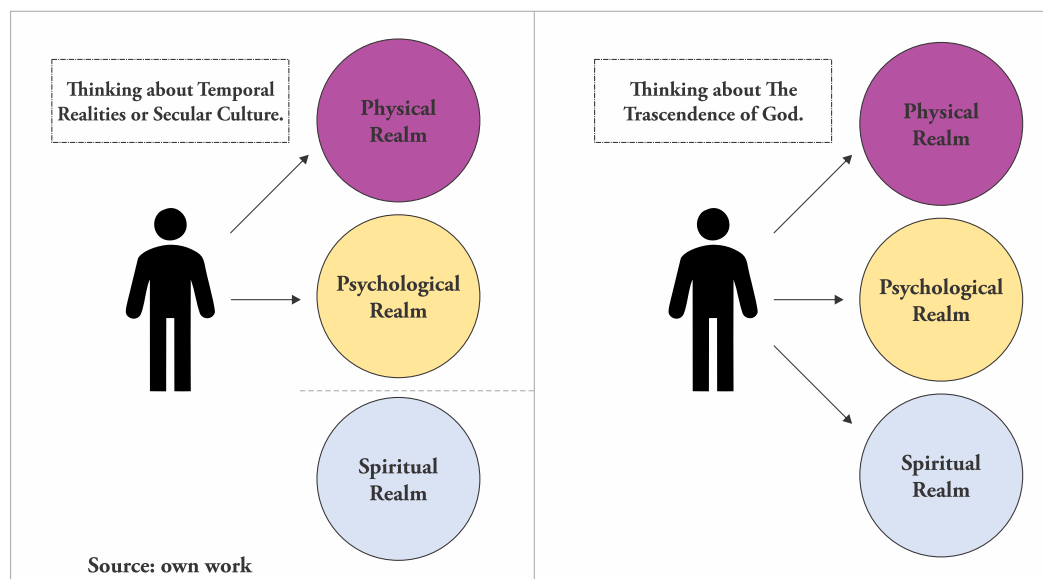 Thinking about Temporal
Realities or Secular Culture.
Physical
Realm
Psychological
Realm
Spiritual
Realm
Source: own work
Thinking about The
Trascendence of God.
Physical
Realm
Psychological
Realm
Spiritual
Realm